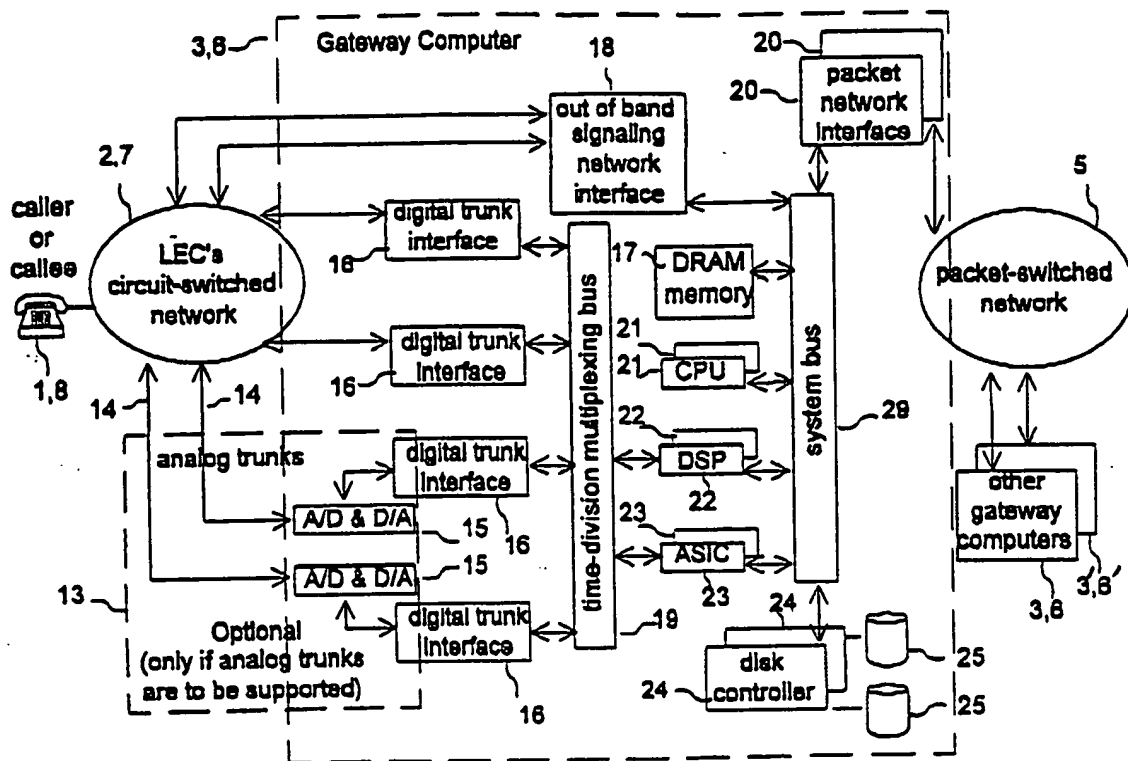 3,6
Gateway Computer
18
20
20
packet
network
interface
out of band
signaling
network
interface
2,7
5
caller
or
callee
LEC's
circuit-switched
network
digital trunk
interface
16
17
DRAM
memory
packet-switched
network
1,8
digital trunk
interface
16
21
21
CPU
time-division multiplexing bus
system bus
29
14
14
22
DSP
22
analog trunks
digital trunk
interface
16
A/D & D/A
15
other
gateway
computers
3',6'
3,6
23
ASIC
23
A/D & D/A
15
13
digital trunk
interface
16
19
Optional
(only if analog trunks
are to be supported)
24
disk
controller
24
25
25